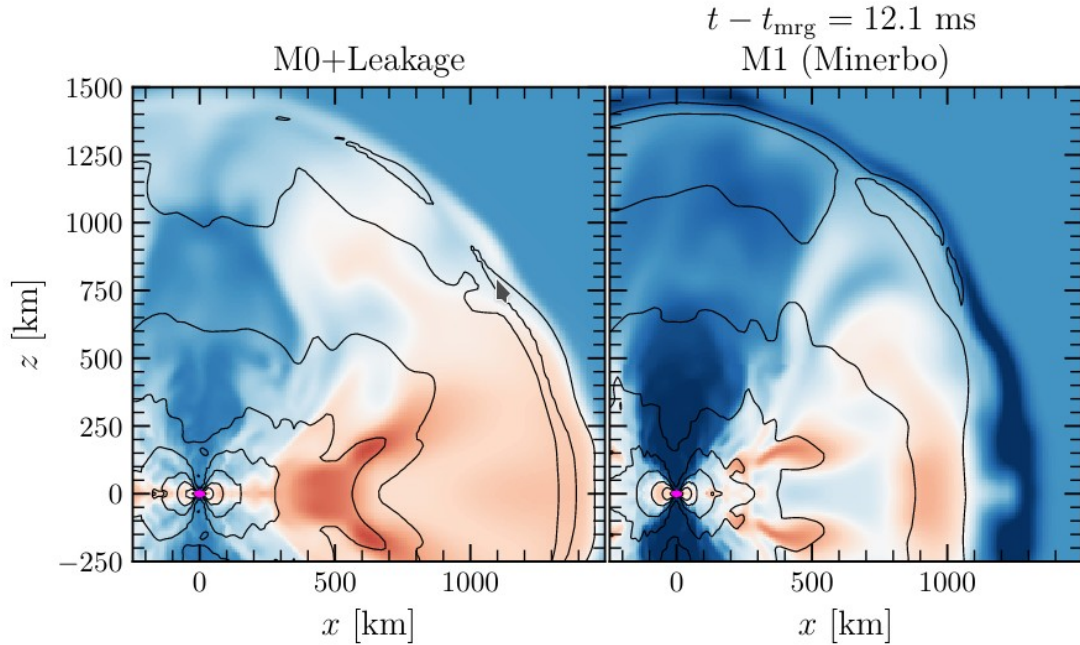 t − t_mrg = 12.1 ms
M0+Leakage
M1 (Minerbo)
1500
1250
1000
750
500
250
0
−250
z [km]
0 500 1000
0 500 1000
x [km]
x [km]